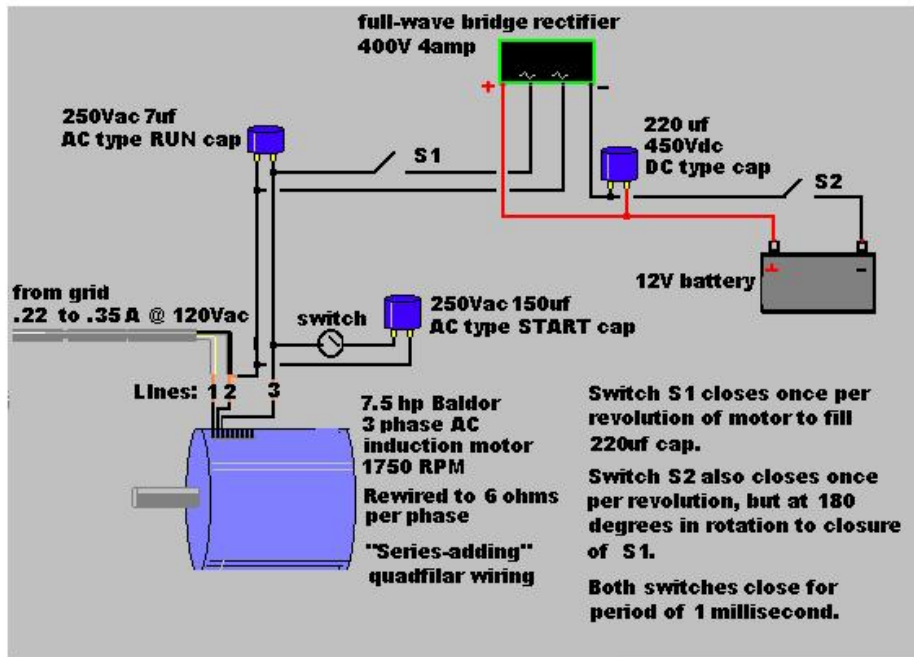 full-wave bridge rectifier
400V 4amp
+
-
250Vac 7uf
AC type RUN cap
S1
220 uf
450Vdc
DC type cap
S2
+
-
12V battery
from grid
.22 to .35 A @ 120Vac
switch
250Vac 150uf
AC type START cap
Lines: 1 2 3
7.5 hp Baldor
3 phase AC
induction motor
1750 RPM
Rewired to 6 ohms
per phase
"Series-adding"
quadfilar wiring
Switch S1 closes once per
revolution of motor to fill
220uf cap.
Switch S2 also closes once
per revolution, but at 180
degrees in rotation to closure
of S1.
Both switches close for
period of 1 millisecond.